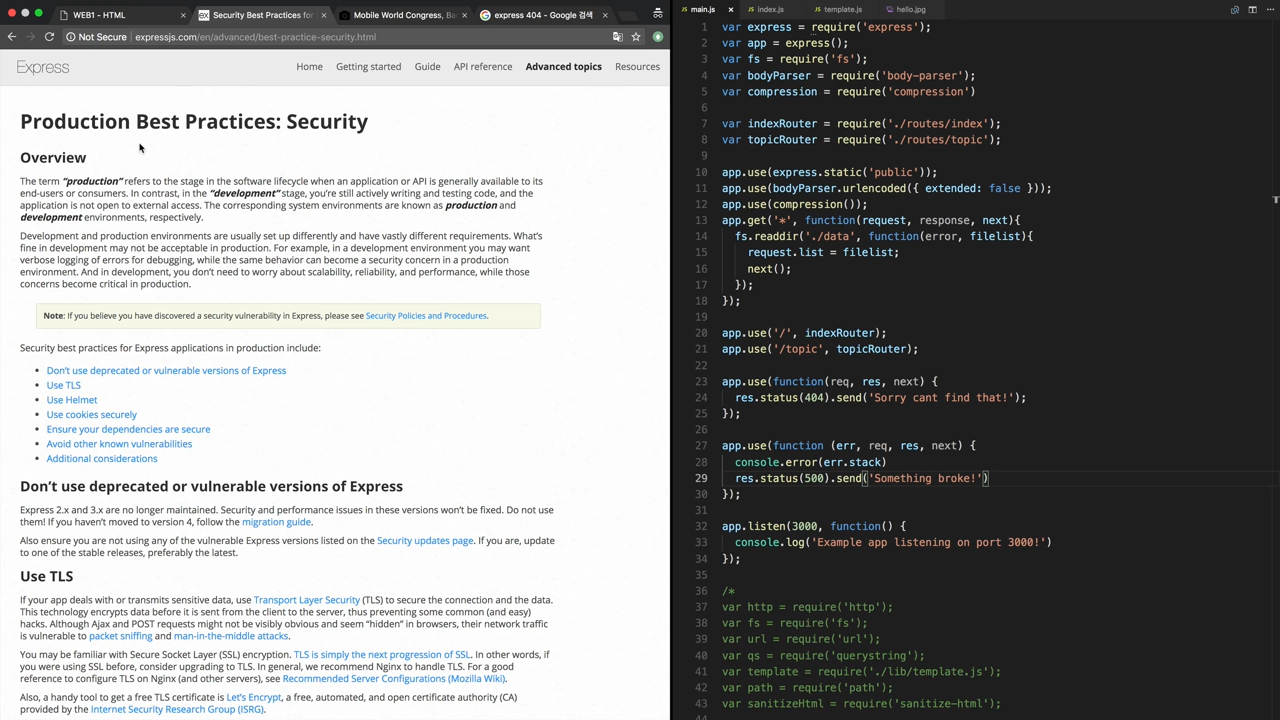 WEB1 - HTML
Security Best Practices for
Mobile World Congress, Ba
express 404 - Google 검색
Not Secure
expressjs.com/en/advanced/best-practice-security.html
Express
Home
Getting started
Guide
API reference
Advanced topics
Resources
Production Best Practices: Security
Overview
The term "production" refers to the stage in the software lifecycle when an application or API is generally available to its
end-users or consumers. In contrast, in the "development" stage, you're still actively writing and testing code, and the
application is not open to external access. The corresponding system environments are known as production and
development environments, respectively.
Development and production environments are usually set up differently and have vastly different requirements. What's
fine in development may not be acceptable in production. For example, in a development environment you may want
verbose logging of errors for debugging, while the same behavior can become a security concern in a production
environment. And in development, you don't need to worry about scalability, reliability, and performance, while those
concerns become critical in production.
Note: If you believe you have discovered a security vulnerability in Express, please see Security Policies and Procedures.
Security best practices for Express applications in production include:
Don't use deprecated or vulnerable versions of Express
Use TLS
Use Helmet
Use cookies securely
Ensure your dependencies are secure
Avoid other known vulnerabilities
Additional considerations
Don't use deprecated or vulnerable versions of Express
Express 2.x and 3.x are no longer maintained. Security and performance issues in these versions won't be fixed. Do not use
them! If you haven't moved to version 4, follow the migration guide.
Also ensure you are not using any of the vulnerable Express versions listed on the Security updates page. If you are, update
to one of the stable releases, preferably the latest.
Use TLS
If your app deals with or transmits sensitive data, use Transport Layer Security (TLS) to secure the connection and the data.
This technology encrypts data before it is sent from the client to the server, thus preventing some common (and easy)
hacks. Although Ajax and POST requests might not be visibly obvious and seem "hidden" in browsers, their network traffic
is vulnerable to packet sniffing and man-in-the-middle attacks.
You may be familiar with Secure Socket Layer (SSL) encryption. TLS is simply the next progression of SSL. In other words, if
you were using SSL before, consider upgrading to TLS. In general, we recommend Nginx to handle TLS. For a good
reference to configure TLS on Nginx (and other servers), see Recommended Server Configurations (Mozilla Wiki).
Also, a handy tool to get a free TLS certificate is Let's Encrypt, a free, automated, and open certificate authority (CA)
provided by the Internet Security Research Group (ISRG).
main.js
index.js
template.js
hello.jpg
1 var express = require('express');
2 var app = express();
3 var fs = require('fs');
4 var bodyParser = require('body-parser');
5 var compression = require('compression')
6
7 var indexRouter = require('./routes/index');
8 var topicRouter = require('./routes/topic');
9
10 app.use(express.static('public'));
11 app.use(bodyParser.urlencoded({ extended: false }));
12 app.use(compression());
13 app.get('*', function(request, response, next){
14 fs.readdir('./data', function(error, filelist){
15 request.list = filelist;
16 next();
17 });
18 });
19
20 app.use('/', indexRouter);
21 app.use('/topic', topicRouter);
22
23 app.use(function(req, res, next) {
24 res.status(404).send('Sorry cant find that!');
25 });
26
27 app.use(function (err, req, res, next) {
28 console.error(err.stack)
29 res.status(500).send('Something broke!')
30 });
31
32 app.listen(3000, function() {
33 console.log('Example app listening on port 3000!')
34 });
35
36 /*
37 var http = require('http');
38 var fs = require('fs');
39 var url = require('url');
40 var qs = require('querystring');
41 var template = require('./lib/template.js');
42 var path = require('path');
43 var sanitizeHtml = require('sanitize-html');